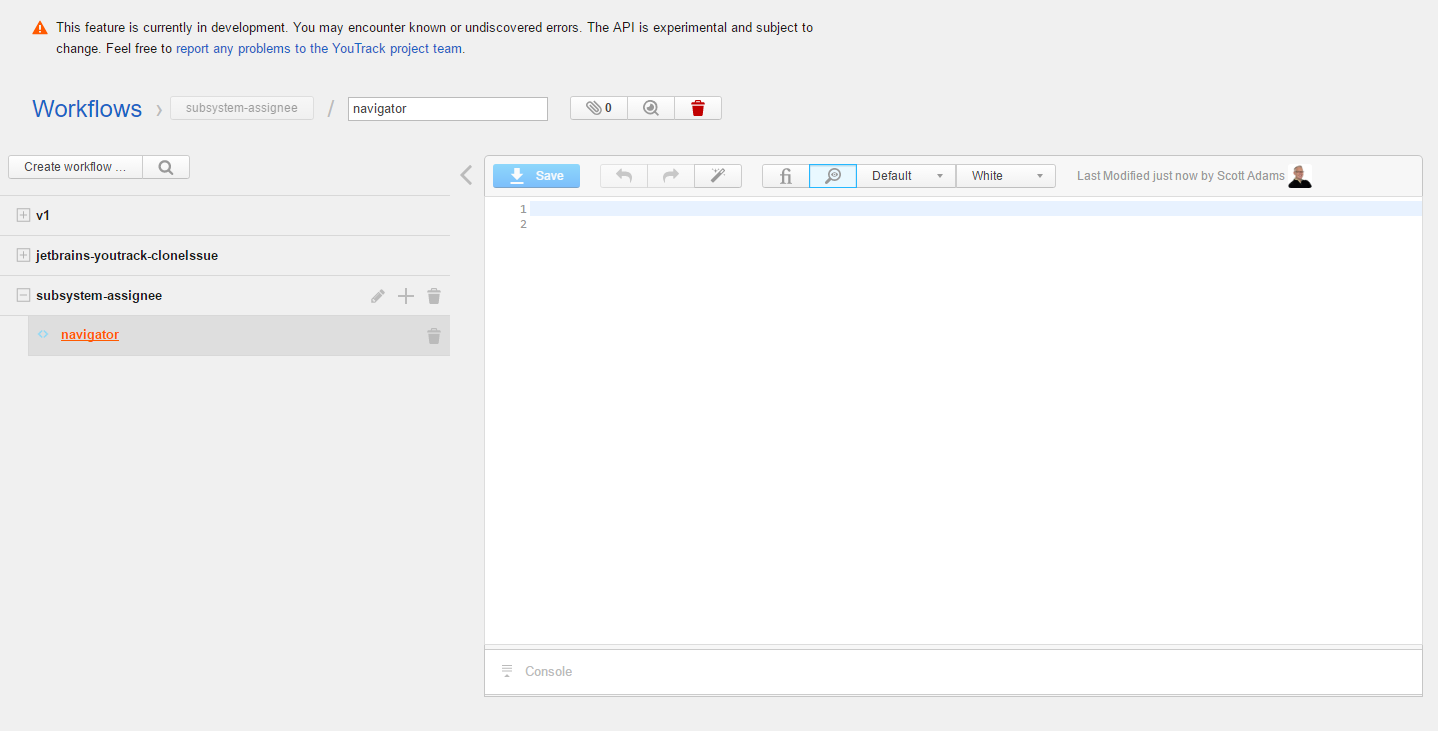 This feature is currently in development. You may encounter known or undiscovered errors. The API is experimental and subject to
change. Feel free to report any problems to the YouTrack project team.
Workflows › subsystem-assignee / navigator 0
Create workflow ...
Save fi Default White Last Modified just now by Scott Adams
v1
jetbrains-youtrack-cloneIssue
subsystem-assignee
navigator
1
2
Console